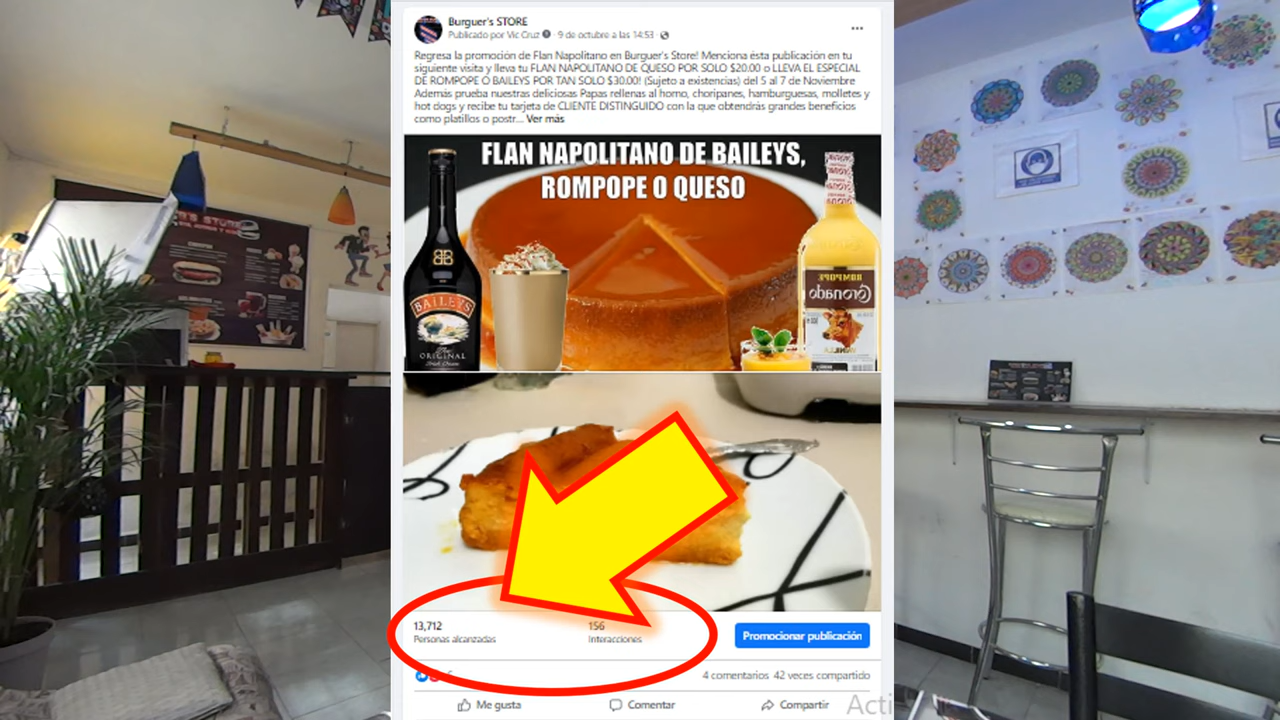 Burguer's STORE
Publicado por Vic Cruz
· 9 de octubre a las 14:53 ·
Regresa la promoción de Flan Napolitano en Burguer's Store! Menciona ésta publicación en tu
siguiente visita y lleva tu FLAN NAPOLITANO DE QUESO POR SOLO $20.00 o LLEVA EL ESPECIAL
DE ROMPOPE O BAILEYS POR TAN SOLO $30.00! (Sujeto a existencias) del 5 al 7 de Noviembre
Además prueba nuestras deliciosas Papas rellenas al horno, choripanes, hamburguesas, molletes y
hot dogs y recibe tu tarjeta de CLIENTE DISTINGUIDO con la que obtendrás grandes beneficios
como platillos o postr... Ver más
FLAN NAPOLITANO DE BAILEYS,
ROMPOPE O QUESO
BAILEYS
ORIGINAL
ROMPOPE
Coronado
13,712
Personas alcanzadas
156
Interacciones
Promocionar publicación
4 comentarios 42 veces compartido
Me gusta
Comentar
Compartir